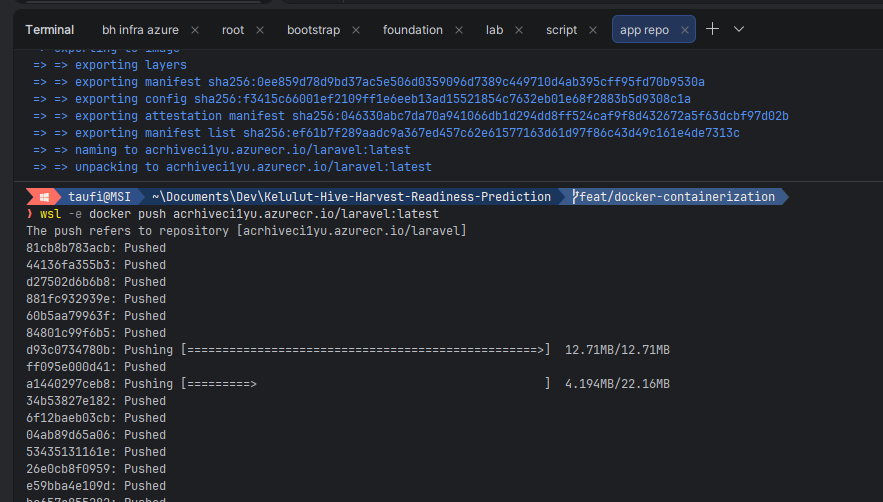 Terminal bh infra azure × root × bootstrap × foundation × lab × script × app repo ×
=> => exporting layers
=> => exporting manifest sha256:0ee859d78d9bd37ac5e506d0359096d7389c449710d4ab395cff95fd70b9530a
=> => exporting config sha256:f3415c66001ef2109ff1e6eeb13ad15521854c7632eb01e68f2883b5d9308c1a
=> => exporting attestation manifest sha256:046330abc7da70a941066db1d294dd8ff524caf9f8d432672a5f63dcbf97d02b
=> => exporting manifest list sha256:ef61b7f289aadc9a367ed457c62e61577163d61d97f86c43d49c161e4de7313c
=> => naming to acrhiveci1yu.azurecr.io/laravel:latest
=> => unpacking to acrhiveci1yu.azurecr.io/laravel:latest
taufi@MSI ~\Documents\Dev\Kelulut-Hive-Harvest-Readiness-Prediction feat/docker-containerization
❯ wsl -e docker push acrhiveci1yu.azurecr.io/laravel:latest
The push refers to repository [acrhiveci1yu.azurecr.io/laravel]
81cb8b783acb: Pushed
44136fa355b3: Pushed
d27502d6b6b8: Pushed
881fc932939e: Pushed
60b5aa79963f: Pushed
84801c99f6b5: Pushed
d93c0734780b: Pushing [==================================================>] 12.71MB/12.71MB
ff095e000d41: Pushed
a1440297ceb8: Pushing [=========> ] 4.194MB/22.16MB
34b53827e182: Pushed
6f12baeb03cb: Pushed
04ab89d65a06: Pushed
53435131161e: Pushed
26e0cb8f0959: Pushed
e59bba4e109d: Pushed